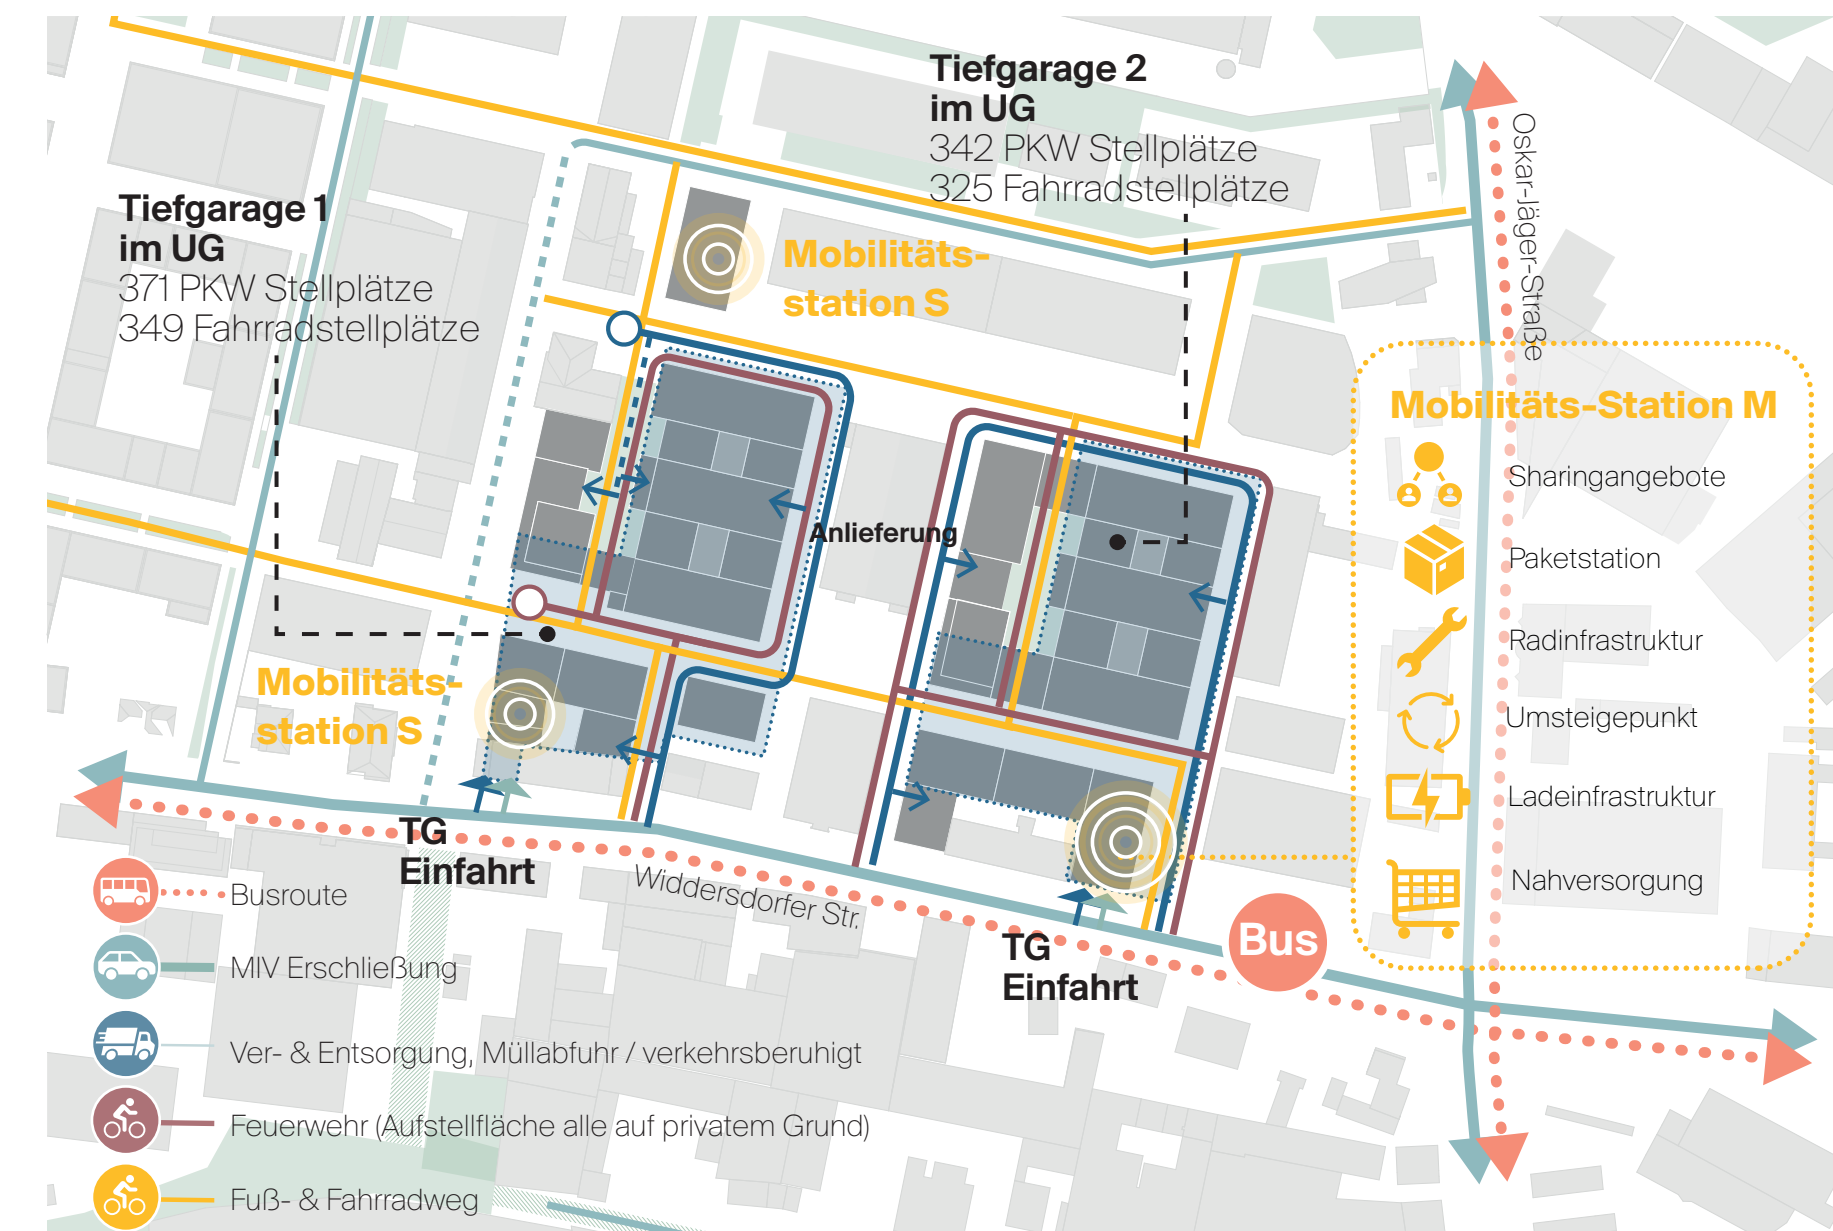 Tiefgarage 2
im UG
342 PKW Stellplätze
325 Fahrradstellplätze
Oskar-Jäger-Straße
Tiefgarage 1
im UG
371 PKW Stellplätze
349 Fahrradstellplätze
Mobilitäts-
station S
Mobilitäts-Station M
Sharingangebote
Paketstation
Radinfrastruktur
Umsteigepunkt
Ladeinfrastruktur
Nahversorgung
Anlieferung
Mobilitäts-
station S
TG
Einfahrt
Widdersdorfer Str.
TG
Einfahrt
Bus
Busroute
MIV Erschließung
Ver- & Entsorgung, Müllabfuhr / verkehrsberuhigt
Feuerwehr (Aufstellfläche alle auf privatem Grund)
Fuß- & Fahrradweg